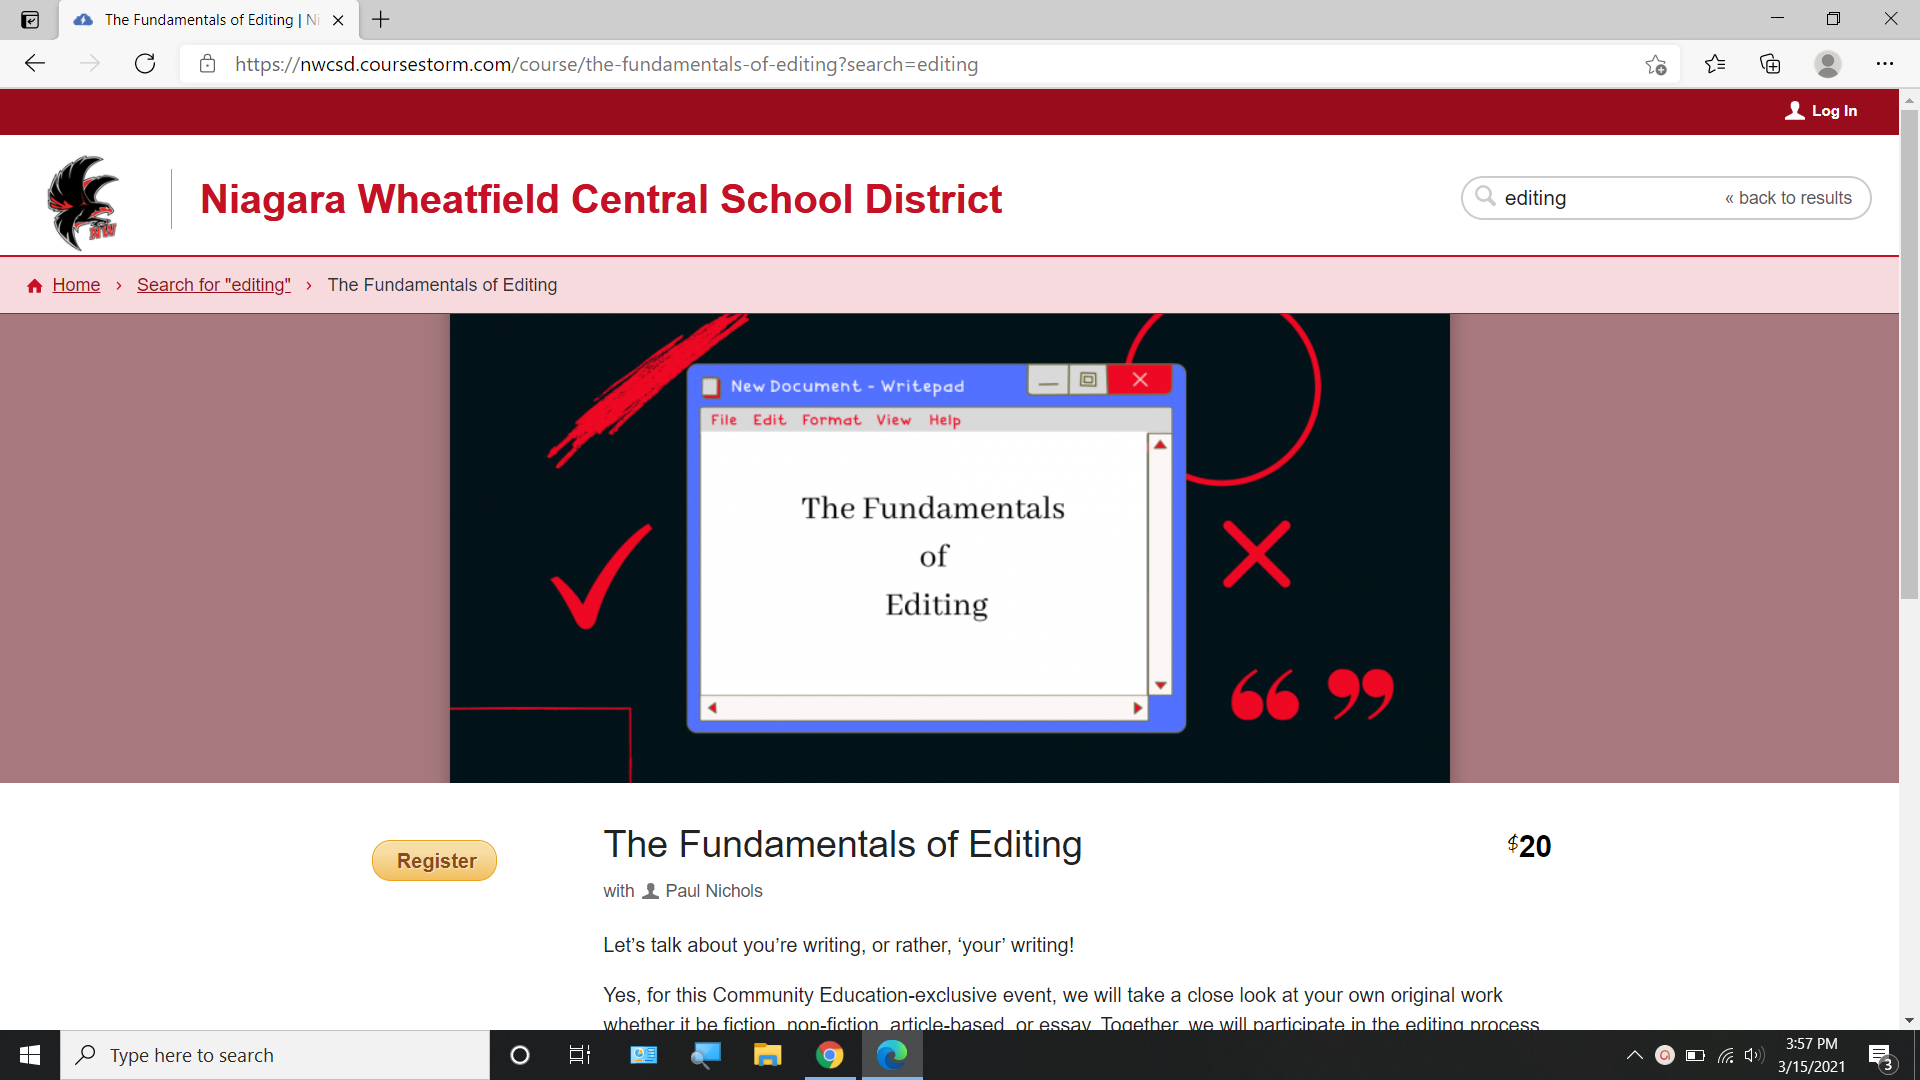 The Fundamentals of Editing | Ni
https://nwcsd.coursestorm.com/course/the-fundamentals-of-editing?search=editing
Log In
NW
Niagara Wheatfield Central School District
editing
« back to results
Home › Search for "editing" › The Fundamentals of Editing
New Document - Writepad
File Edit Format View Help
The Fundamentals
of
Editing
Register
The Fundamentals of Editing
$20
with Paul Nichols
Let’s talk about you’re writing, or rather, ‘your’ writing!
Yes, for this Community Education-exclusive event, we will take a close look at your own original work
whether it be fiction, non-fiction, article-based, or essay. Together, we will participate in the editing process
Type here to search
3:57 PM
3/15/2021
3